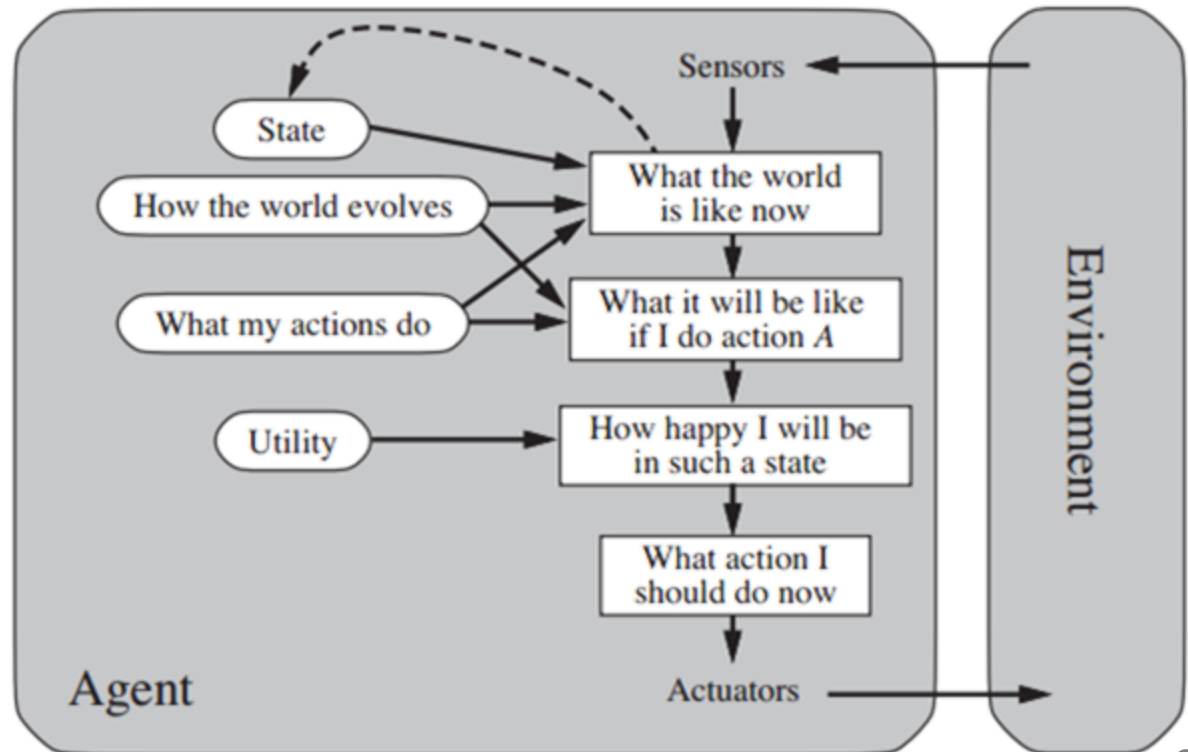 Sensors
State
What the world
is like now
How the world evolves
What it will be like
if I do action A
What my actions do
How happy I will be
in such a state
Utility
What action I
should do now
Actuators
Agent
Environment